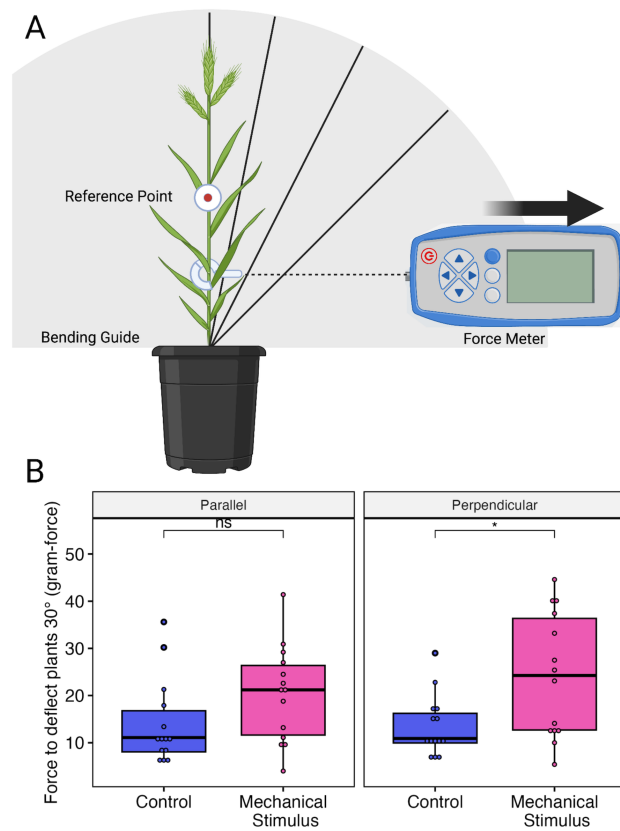 A
Reference Point
Bending Guide
Force Meter
B
Force to deflect plants 30° (gram-force)
Parallel
Perpendicular
ns
*
50
40
30
20
10
Control
Mechanical
Stimulus
Control
Mechanical
Stimulus